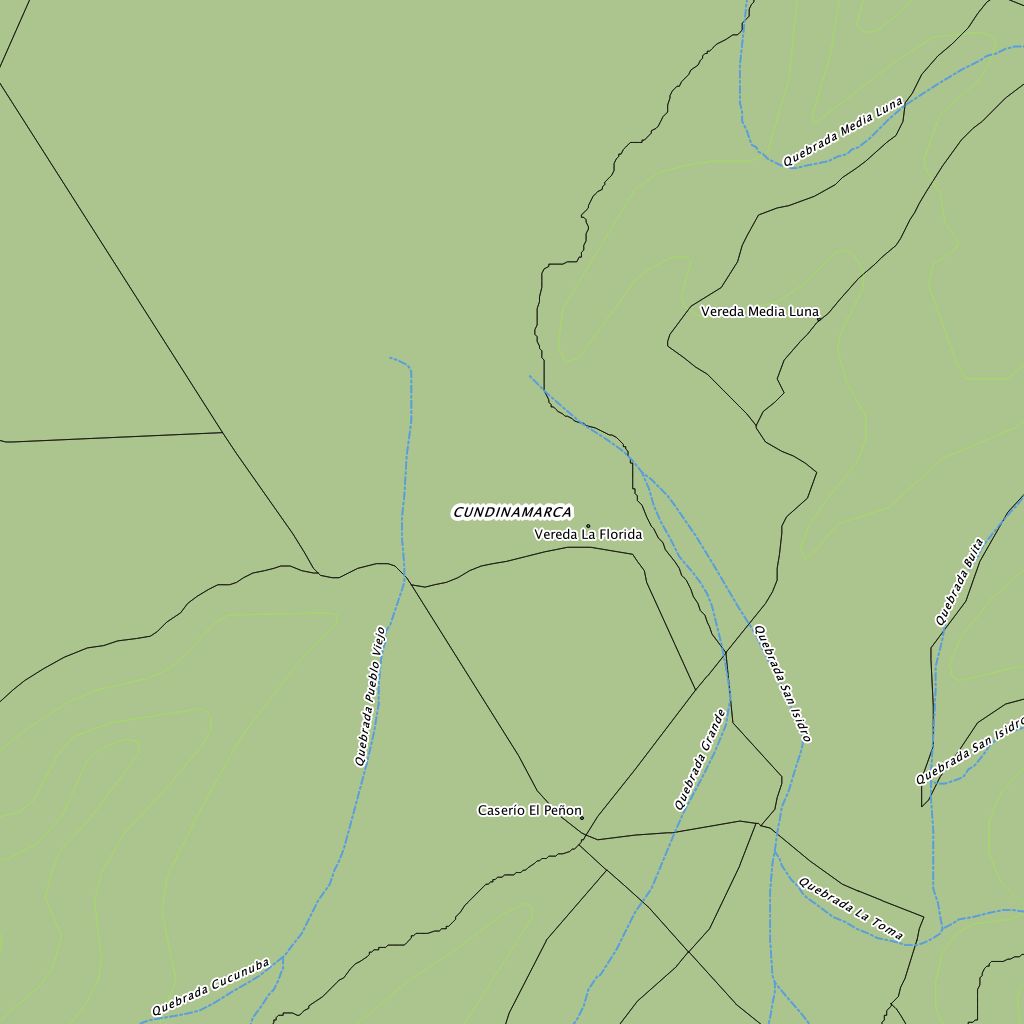 Quebrada Media Luna
Vereda Media Luna
CUNDINAMARCA
Vereda La Florida
Quebrada Buita
Quebrada Pueblo Viejo
Quebrada San Isidro
Quebrada Grande
Quebrada San Isidro
Caserío El Peñon
Quebrada La Toma
Quebrada Cucunuba